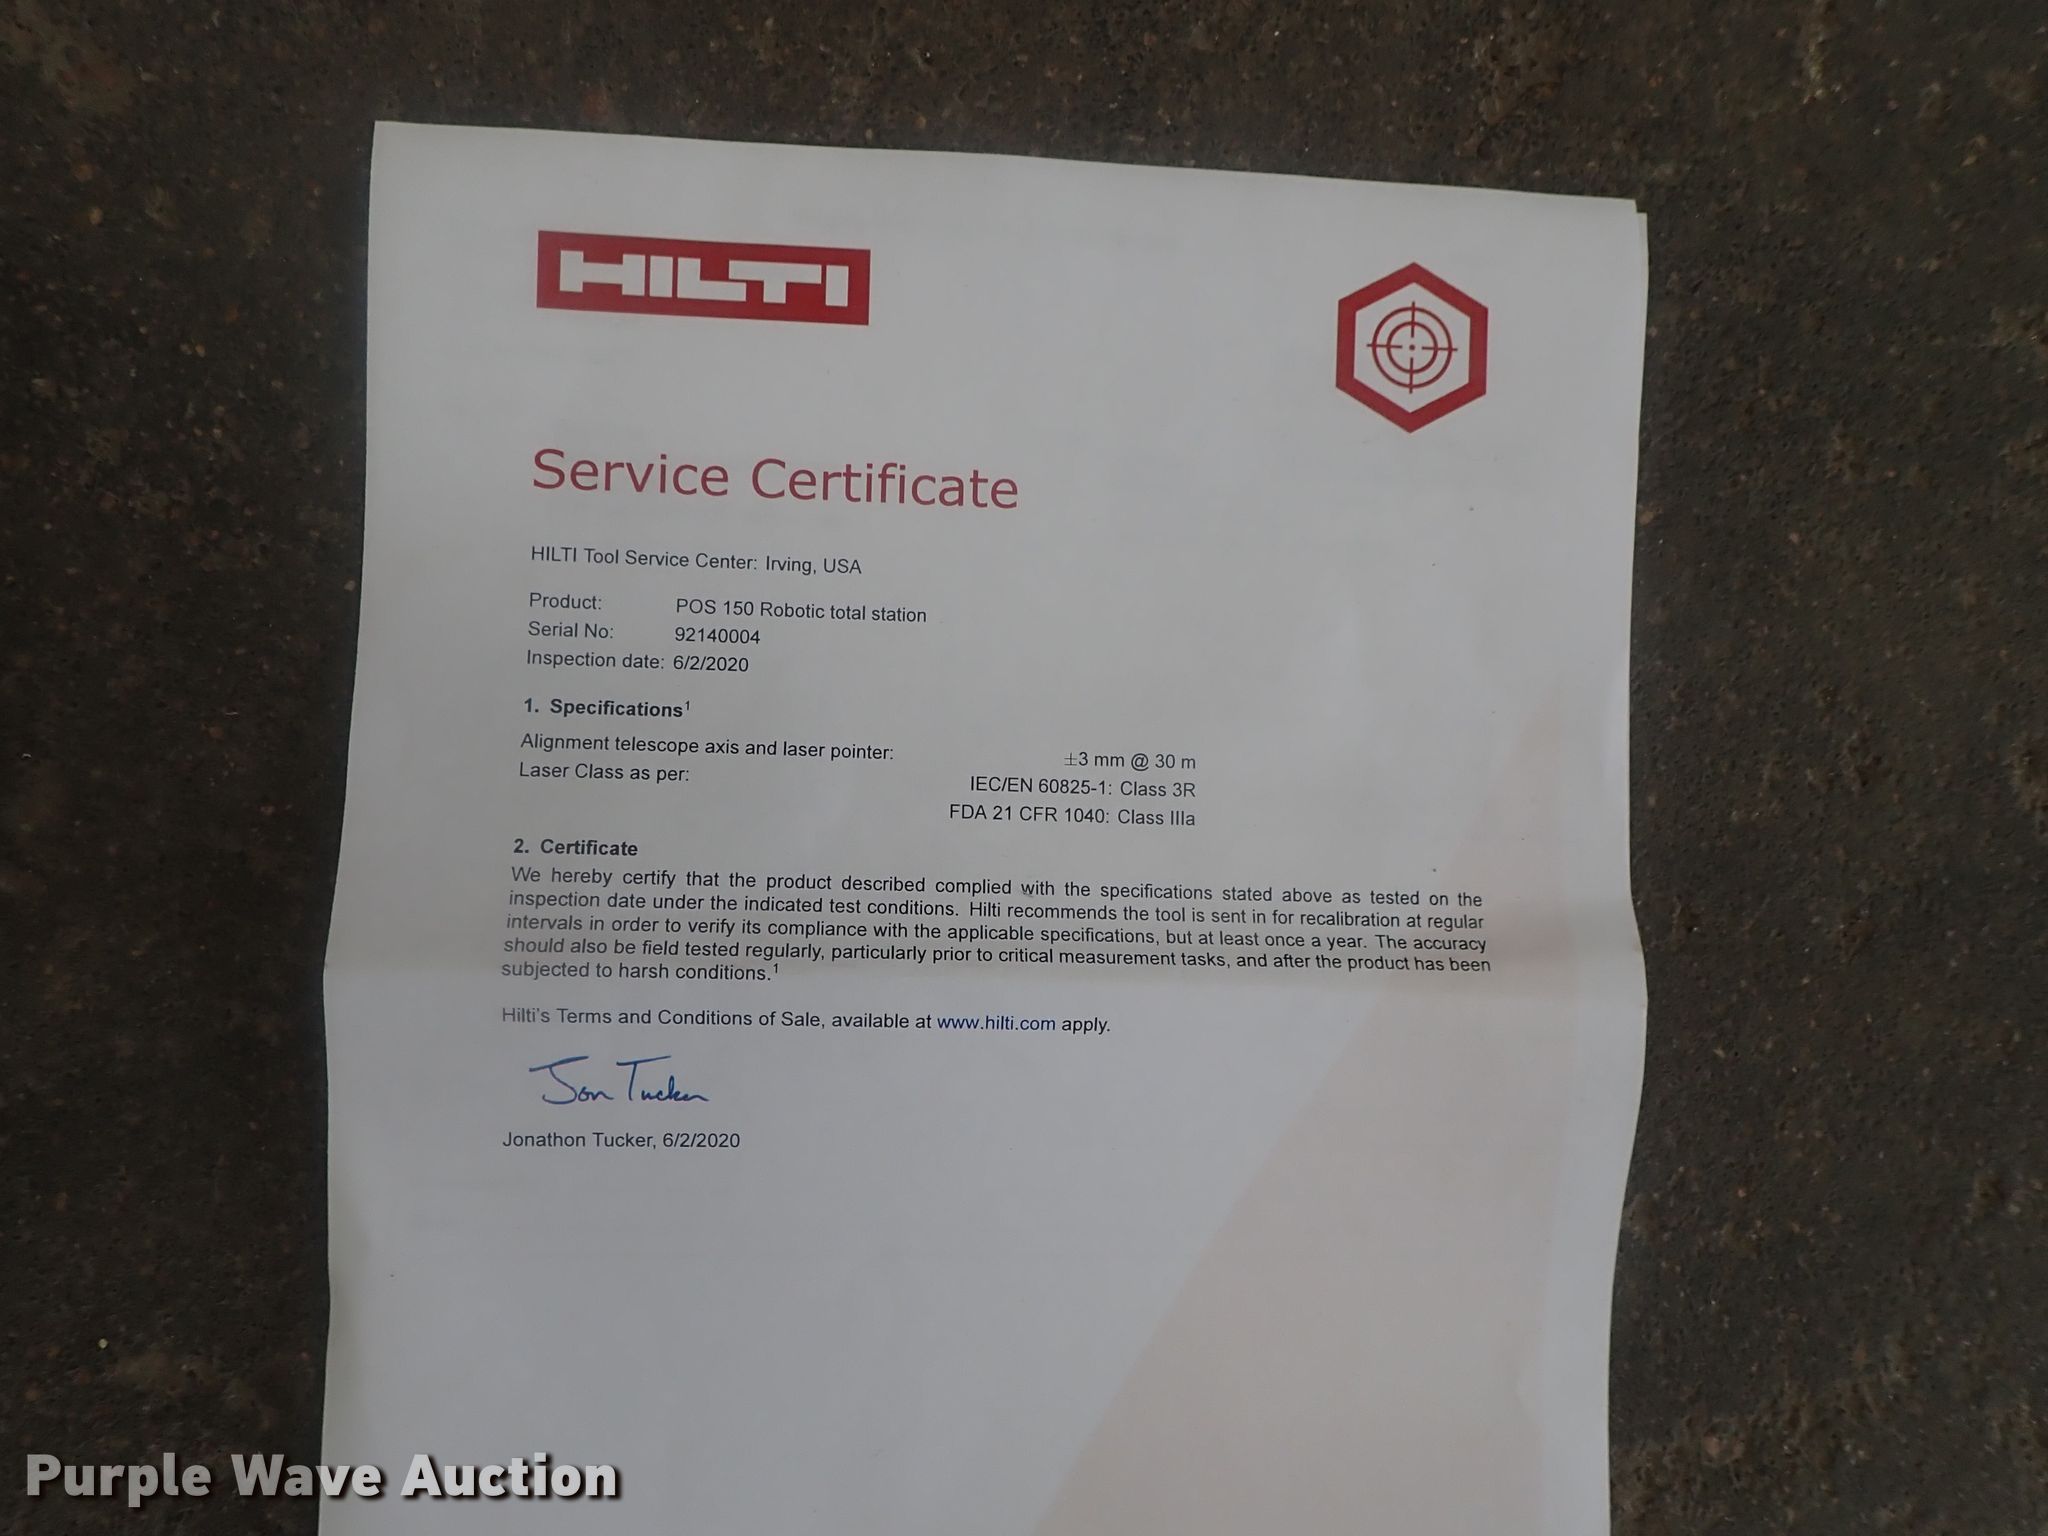 HILTI
Service Certificate
HILTI Tool Service Center: Irving, USA
Product: POS 150 Robotic total station
Serial No: 92140004
Inspection date: 6/2/2020
1. Specifications¹
Alignment telescope axis and laser pointer: ±3 mm @ 30 m
Laser Class as per: IEC/EN 60825-1: Class 3R
FDA 21 CFR 1040: Class IIIa
2. Certificate
We hereby certify that the product described complied with the specifications stated above as tested on the
inspection date under the indicated test conditions. Hilti recommends the tool is sent in for recalibration at regular
intervals in order to verify its compliance with the applicable specifications, but at least once a year. The accuracy
should also be field tested regularly, particularly prior to critical measurement tasks, and after the product has been
subjected to harsh conditions.¹
Hilti's Terms and Conditions of Sale, available at www.hilti.com apply.
Jon Tucker
Jonathon Tucker, 6/2/2020
Purple Wave Auction